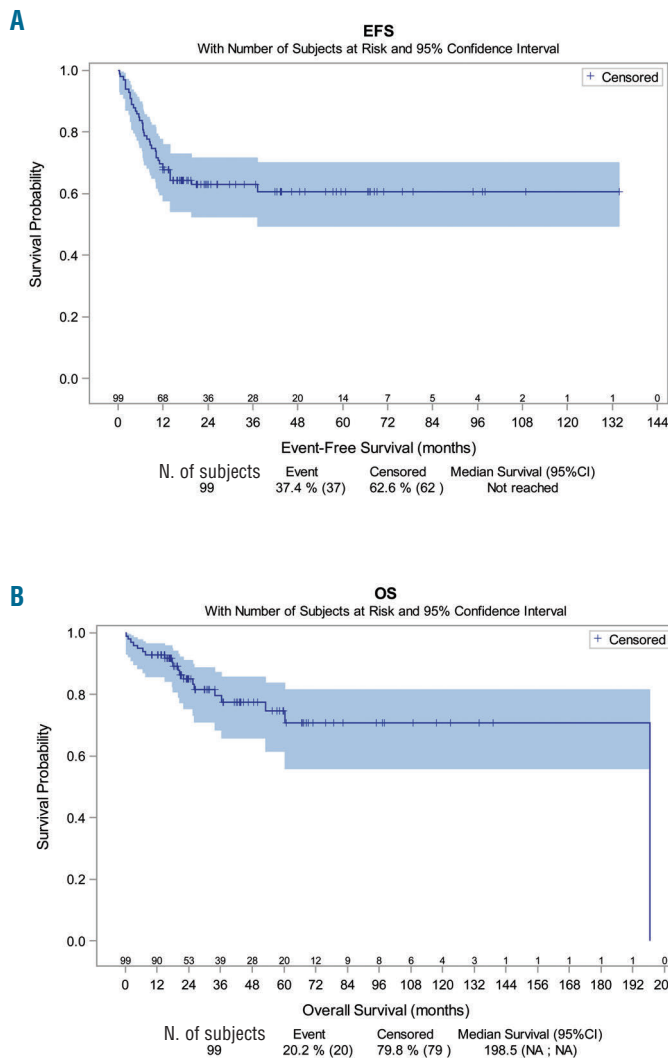 A
EFS
With Number of Subjects at Risk and 95% Confidence Interval
+ Censored
1.0
0.8
0.6
0.4
0.2
0.0
Survival Probability
99 68 36 28 20 14 7 5 4 2 1 1 0
0 12 24 36 48 60 72 84 96 108 120 132 144
Event-Free Survival (months)
N. of subjects Event Censored Median Survival (95%CI)
99 37.4 % (37) 62.6 % (62 ) Not reached
B
OS
With Number of Subjects at Risk and 95% Confidence Interval
+ Censored
1.0
0.8
0.6
0.4
0.2
0.0
Survival Probability
99 90 53 39 28 20 12 9 8 6 4 3 1 1 1 1 1 0
0 12 24 36 48 60 72 84 96 108 120 132 144 156 168 180 192 20
Overall Survival (months)
N. of subjects Event Censored Median Survival (95%CI)
99 20.2 % (20) 79.8 % (79 ) 198.5 (NA ; NA)